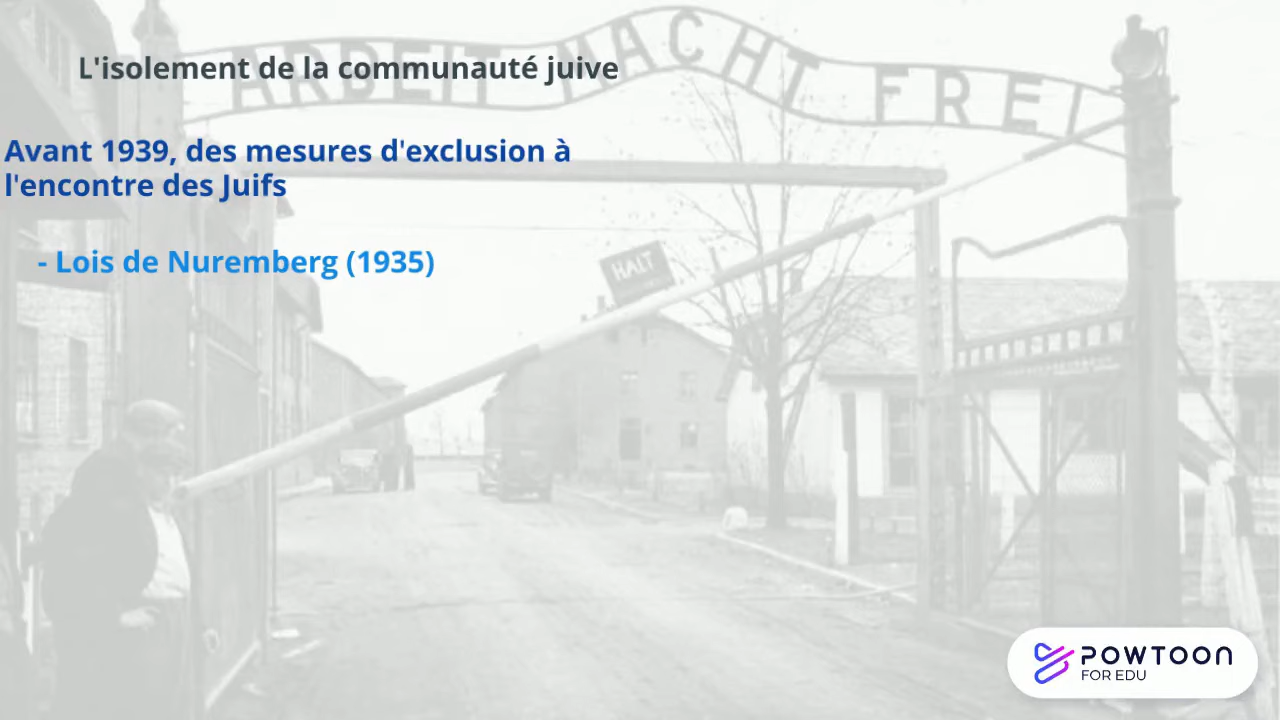 ARBEIT MACHT FREI
L'isolement de la communauté juive
Avant 1939, des mesures d'exclusion à
l'encontre des Juifs
- Lois de Nuremberg (1935)
HALT
POWTOON
FOR EDU